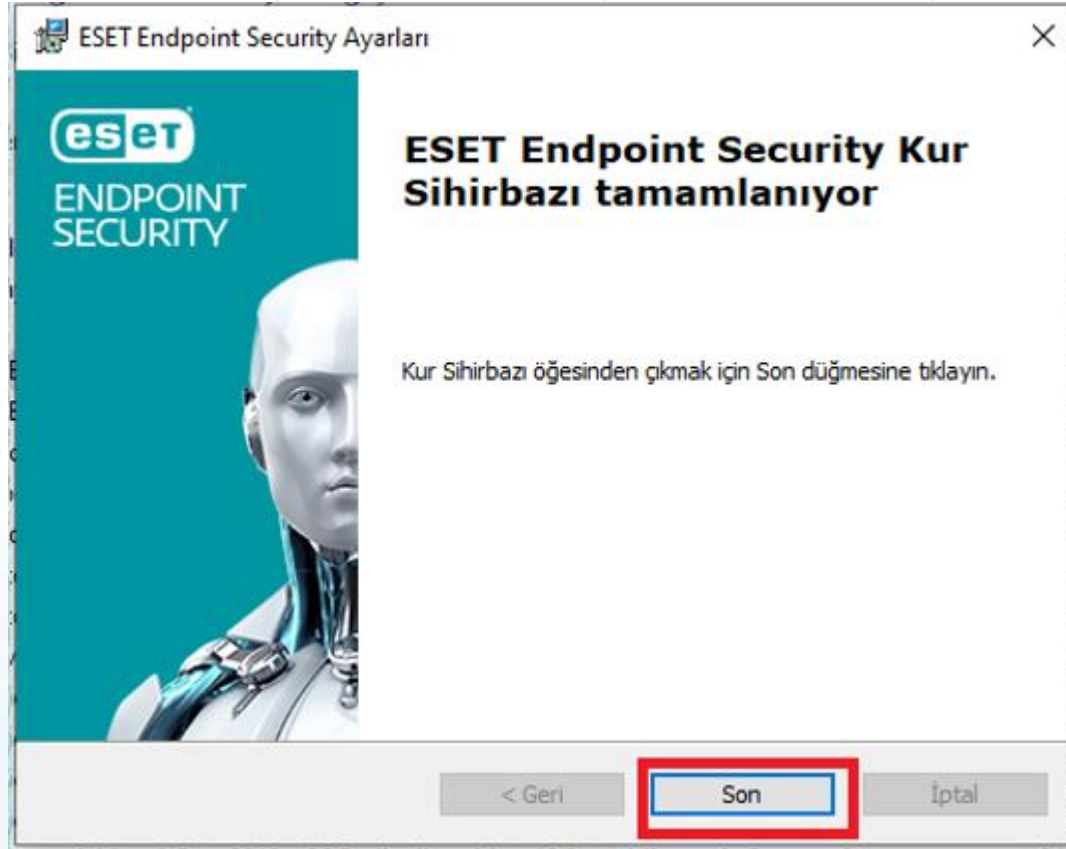 ESET Endpoint Security Ayarları
eseT
ENDPOINT
SECURITY
ESET Endpoint Security Kur
Sihirbazı tamamlanıyor
Kur Sihirbazı öğesinden çıkmak için Son düğmesine tıklayın.
< Geri
Son
İptal